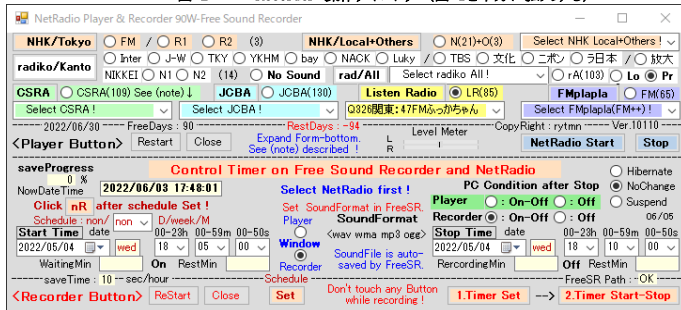 NetRadio Player & Recorder 90W-Free Sound Recorder
NHK/Tokyo FM / R1 R2 (3) NHK/Local+Others N(21)+O(3) Select NHK Local+Others !
radiko/Kanto Inter J-W TKY YKHM bay NACK Luky / TBS 文化 ニポン ラ日本 / 放大
NIKKEI N1 N2 (14) No Sound rad/All Select radiko All ! rA(103) Lo Pr
CSRA CSRA(109) See (note)↓ JCBA JCBA(130) Listen Radio LR(85) FMplapla FM(65)
Select CSRA ! Select JCBA ! Q326関東:47FMふっかちゃん Select FMplapla(FM++) !
2022/06/30 FreeDays : 90 RestDays : -94 Level Meter CopyRight : rytmn Ver.10110
<Player Button> Restart Close Expand Form-bottom. See (note) described ! L R NetRadio Start Stop
saveProgress Control Timer on Free Sound Recorder and NetRadio Hibernate
0 % PC Condition after Stop NoChange
NowDateTime 2022/06/03 17:48:01 Select NetRadio first ! Suspend
Click nR after schedule Set ! Set SoundFormat in FreeSR. Player : On-Off : Off
Schedule : non/ non D/week/M Player SoundFormat Recorder : On-Off : Off 06/05
Start Time date 00-23h 00-59m 00-50s <wav wma mp3 ogg> Stop Time date 00-23h 00-59m 00-50s
2022/05/04 wed 18 05 00 Window SoundFile is auto-saved by FreeSR. 2022/05/04 wed 18 10 00
WaitingMin On RestMin Recorder RercordingMin Off RestMin
saveTime : 10 sec/hour Schedule FreeSR Path : OK
<Recorder Button> ReStart Close Set Don't touch any Button while recording ! 1.Timer Set --> 2.Timer Start-Stop